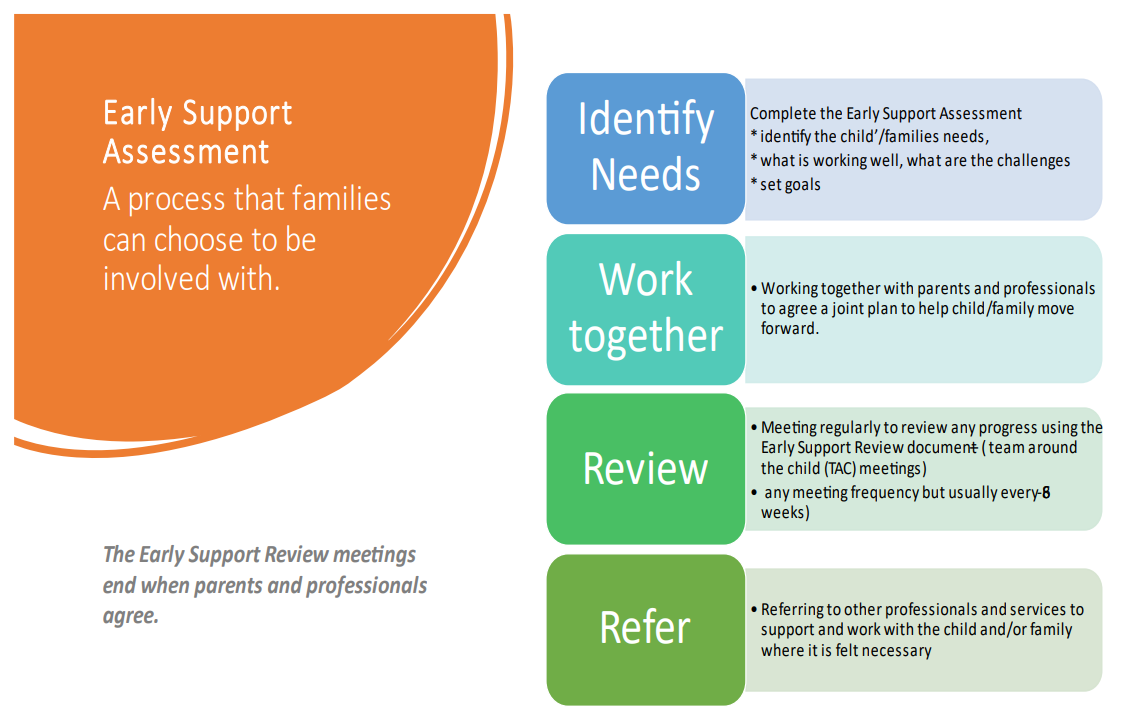 Early Support
Assessment
A process that families
can choose to be
involved with.
The Early Support Review meetings
end when parents and professionals
agree.
Identify
Needs
Complete the Early Support Assessment
* identify the child’/families needs,
* what is working well, what are the challenges
* set goals
Work
together
• Working together with parents and professionals
to agree a joint plan to help child/family move
forward.
Review
• Meeting regularly to review any progress using the
Early Support Review document ( team around
the child (TAC) meetings)
• any meeting frequency but usually every
weeks)
Refer
• Referring to other professionals and services to
support and work with the child and/or family
where it is felt necessary